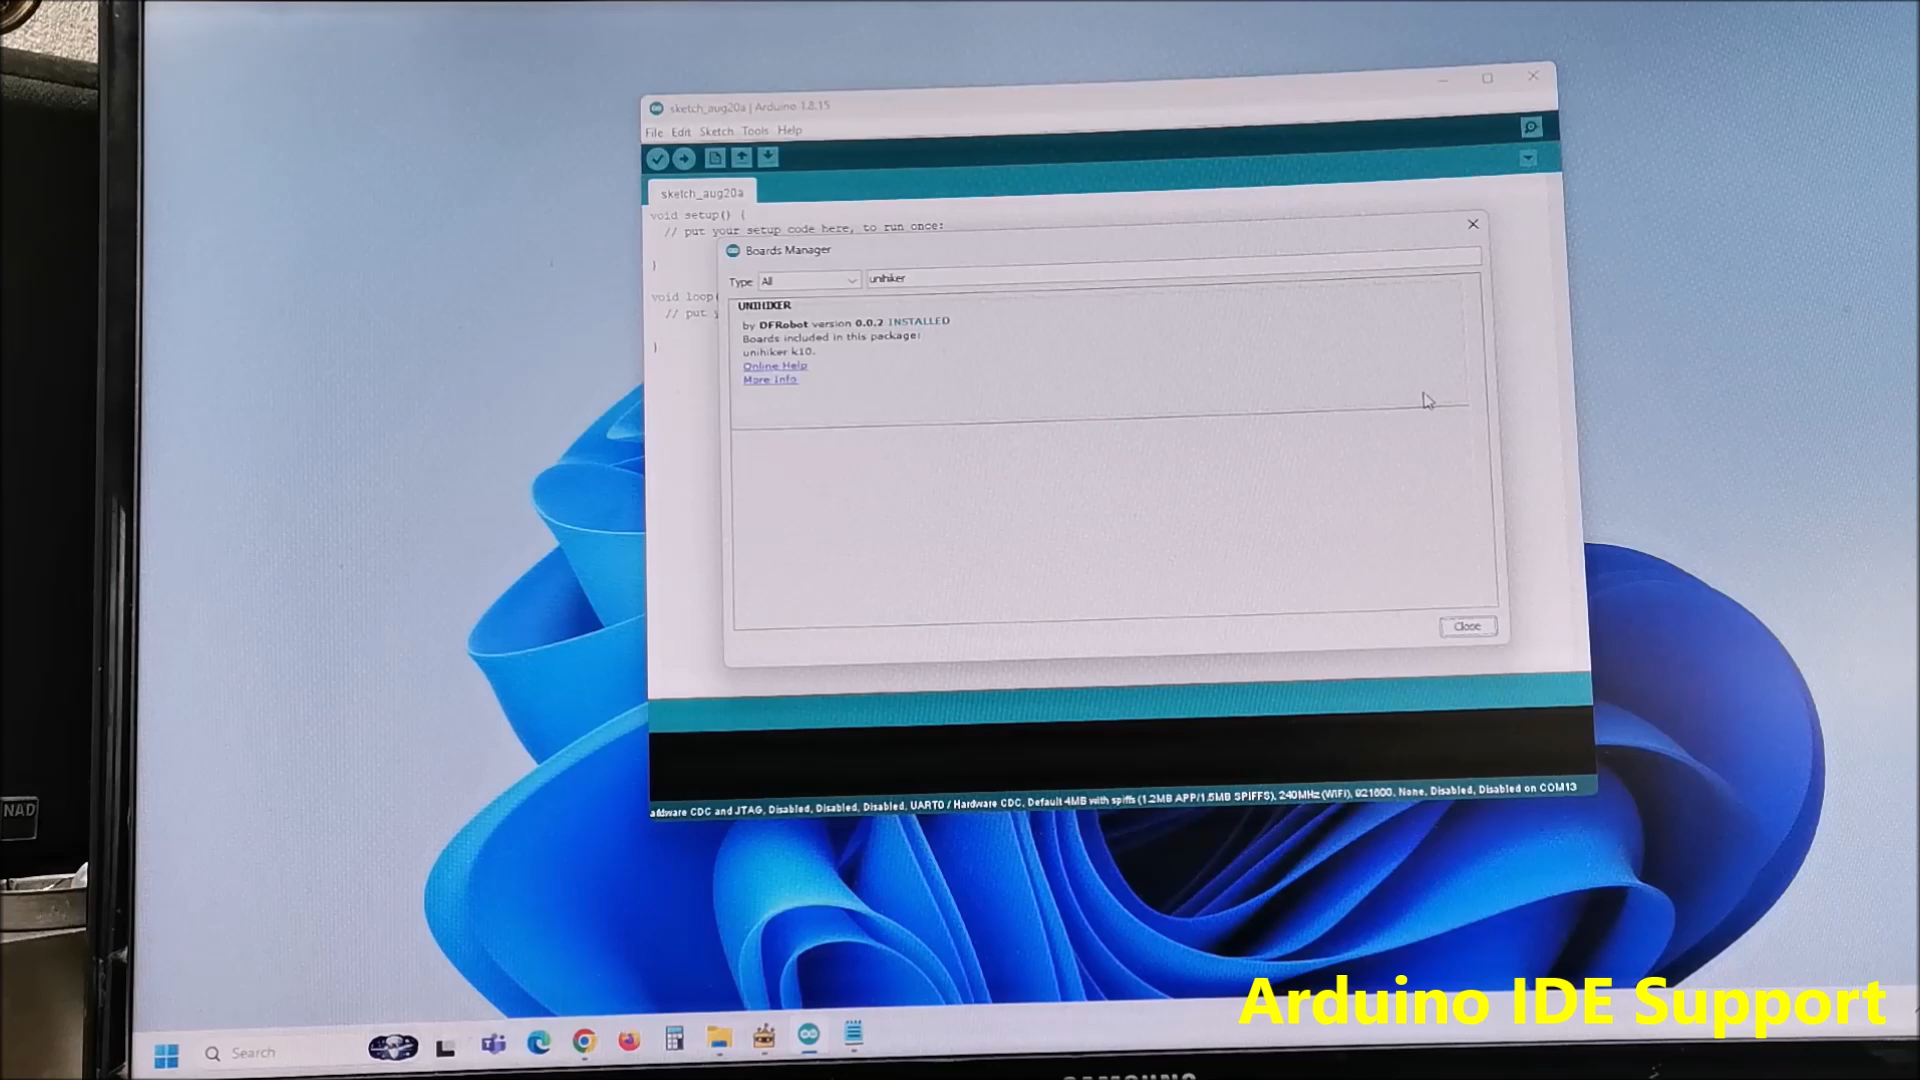 sketch_aug20a | Arduino 1.8.15
File Edit Sketch Tools Help
sketch_aug20a
void setup() {
// put your setup code here, to run once:
}
void loop(
// put y
}
Boards Manager
Type All unihiker
UNIHIKER
by DFRobot version 0.0.2 INSTALLED
Boards included in this package:
unihiker k10.
Online Help
More Info
Close
ardware CDC and JTAG, Disabled, Disabled, Disabled, UART0 / Hardware CDC, Default 4MB with spiffs (1.2MB APP/1.5MB SPIFFS), 240MHz (WiFi), 921600, None, Disabled, Disabled on COM13
NAD
Arduino IDE Support
Search
SAMSUNG